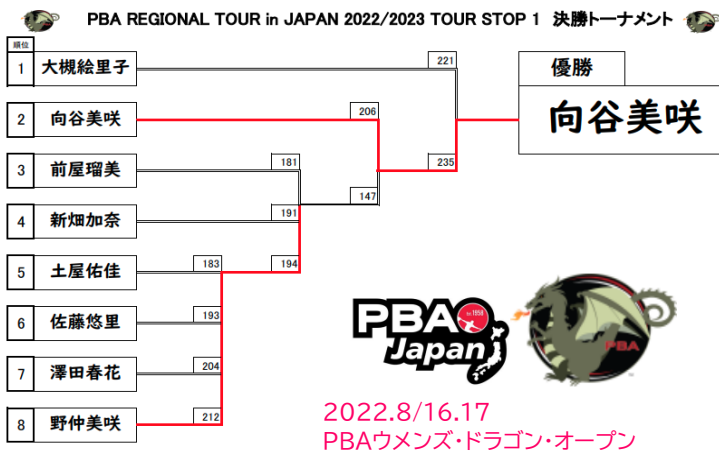 PBA REGIONAL TOUR in JAPAN 2022/2023 TOUR STOP 1 決勝トーナメント
順位
1 大槻絵里子
221
優勝
向谷美咲
2 向谷美咲
206
3 前屋瑠美
181
235
147
4 新畑加奈
191
5 土屋佑佳
183
194
6 佐藤悠里
193
7 澤田春花
204
8 野仲美咲
212
PBA
est.1958
Japan
PBA
2022.8/16.17
PBAウメンズ・ドラゴン・オープン